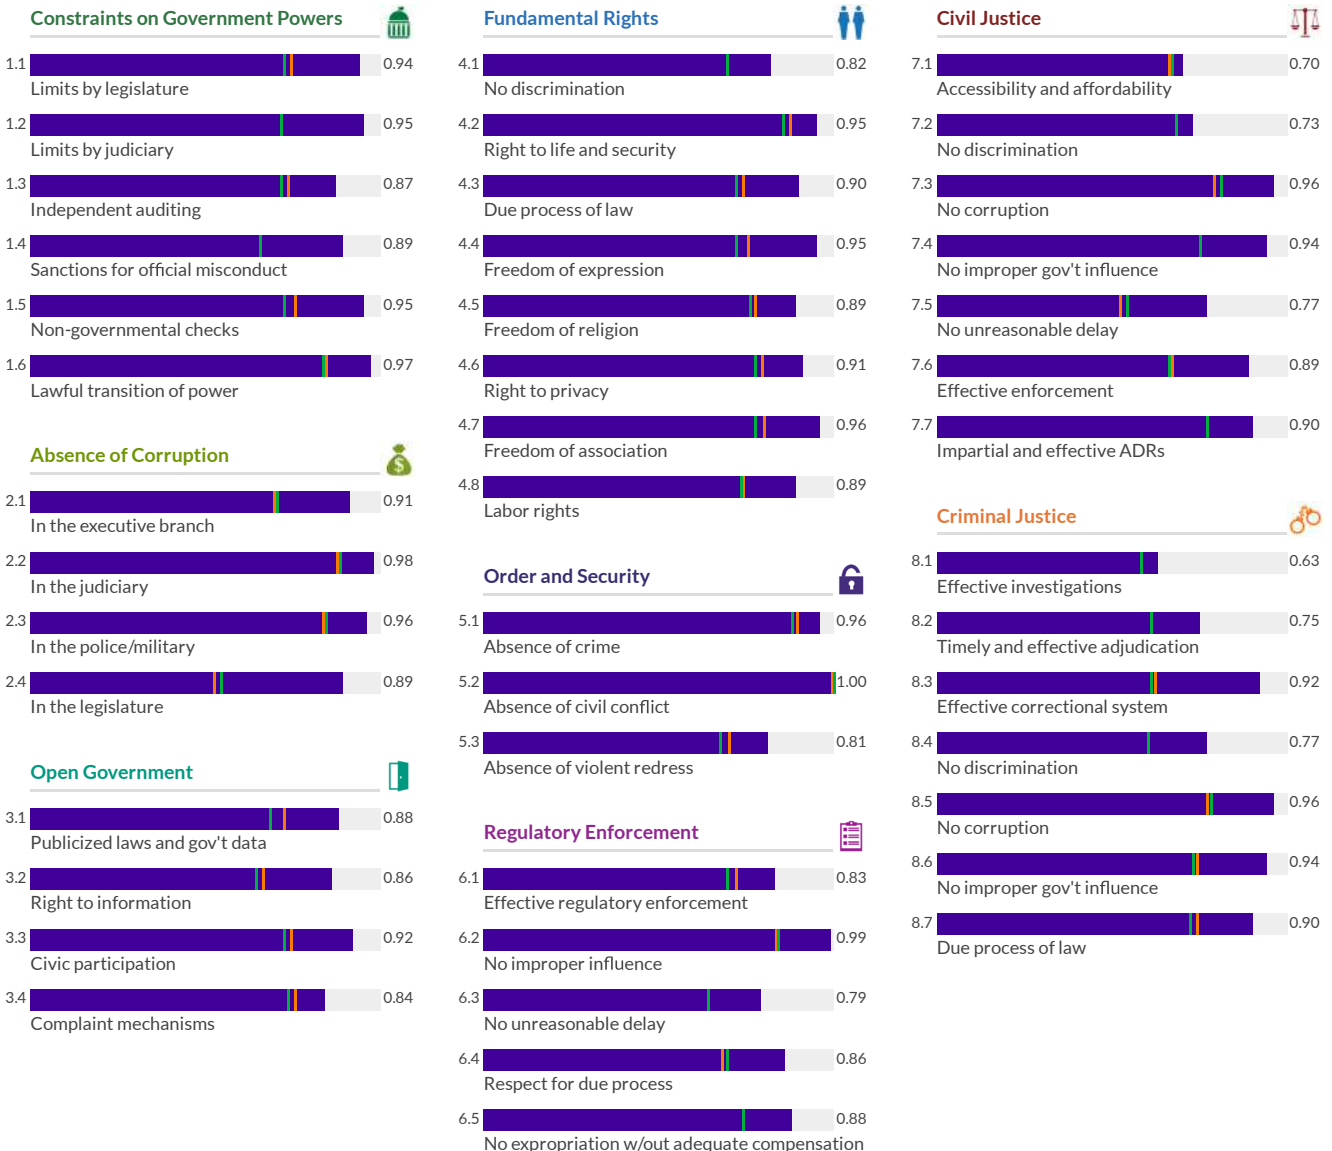 Constraints on Government Powers
1.1 0.94
Limits by legislature
1.2 0.95
Limits by judiciary
1.3 0.87
Independent auditing
1.4 0.89
Sanctions for official misconduct
1.5 0.95
Non-governmental checks
1.6 0.97
Lawful transition of power
Absence of Corruption
$
2.1 0.91
In the executive branch
2.2 0.98
In the judiciary
2.3 0.96
In the police/military
2.4 0.89
In the legislature
Open Government
3.1 0.88
Publicized laws and gov't data
3.2 0.86
Right to information
3.3 0.92
Civic participation
3.4 0.84
Complaint mechanisms
Fundamental Rights
4.1 0.82
No discrimination
4.2 0.95
Right to life and security
4.3 0.90
Due process of law
4.4 0.95
Freedom of expression
4.5 0.89
Freedom of religion
4.6 0.91
Right to privacy
4.7 0.96
Freedom of association
4.8 0.89
Labor rights
Order and Security
5.1 0.96
Absence of crime
5.2 1.00
Absence of civil conflict
5.3 0.81
Absence of violent redress
Regulatory Enforcement
6.1 0.83
Effective regulatory enforcement
6.2 0.99
No improper influence
6.3 0.79
No unreasonable delay
6.4 0.86
Respect for due process
6.5 0.88
No expropriation w/out adequate compensation
Civil Justice
7.1 0.70
Accessibility and affordability
7.2 0.73
No discrimination
7.3 0.96
No corruption
7.4 0.94
No improper gov't influence
7.5 0.77
No unreasonable delay
7.6 0.89
Effective enforcement
7.7 0.90
Impartial and effective ADRs
Criminal Justice
8.1 0.63
Effective investigations
8.2 0.75
Timely and effective adjudication
8.3 0.92
Effective correctional system
8.4 0.77
No discrimination
8.5 0.96
No corruption
8.6 0.94
No improper gov't influence
8.7 0.90
Due process of law